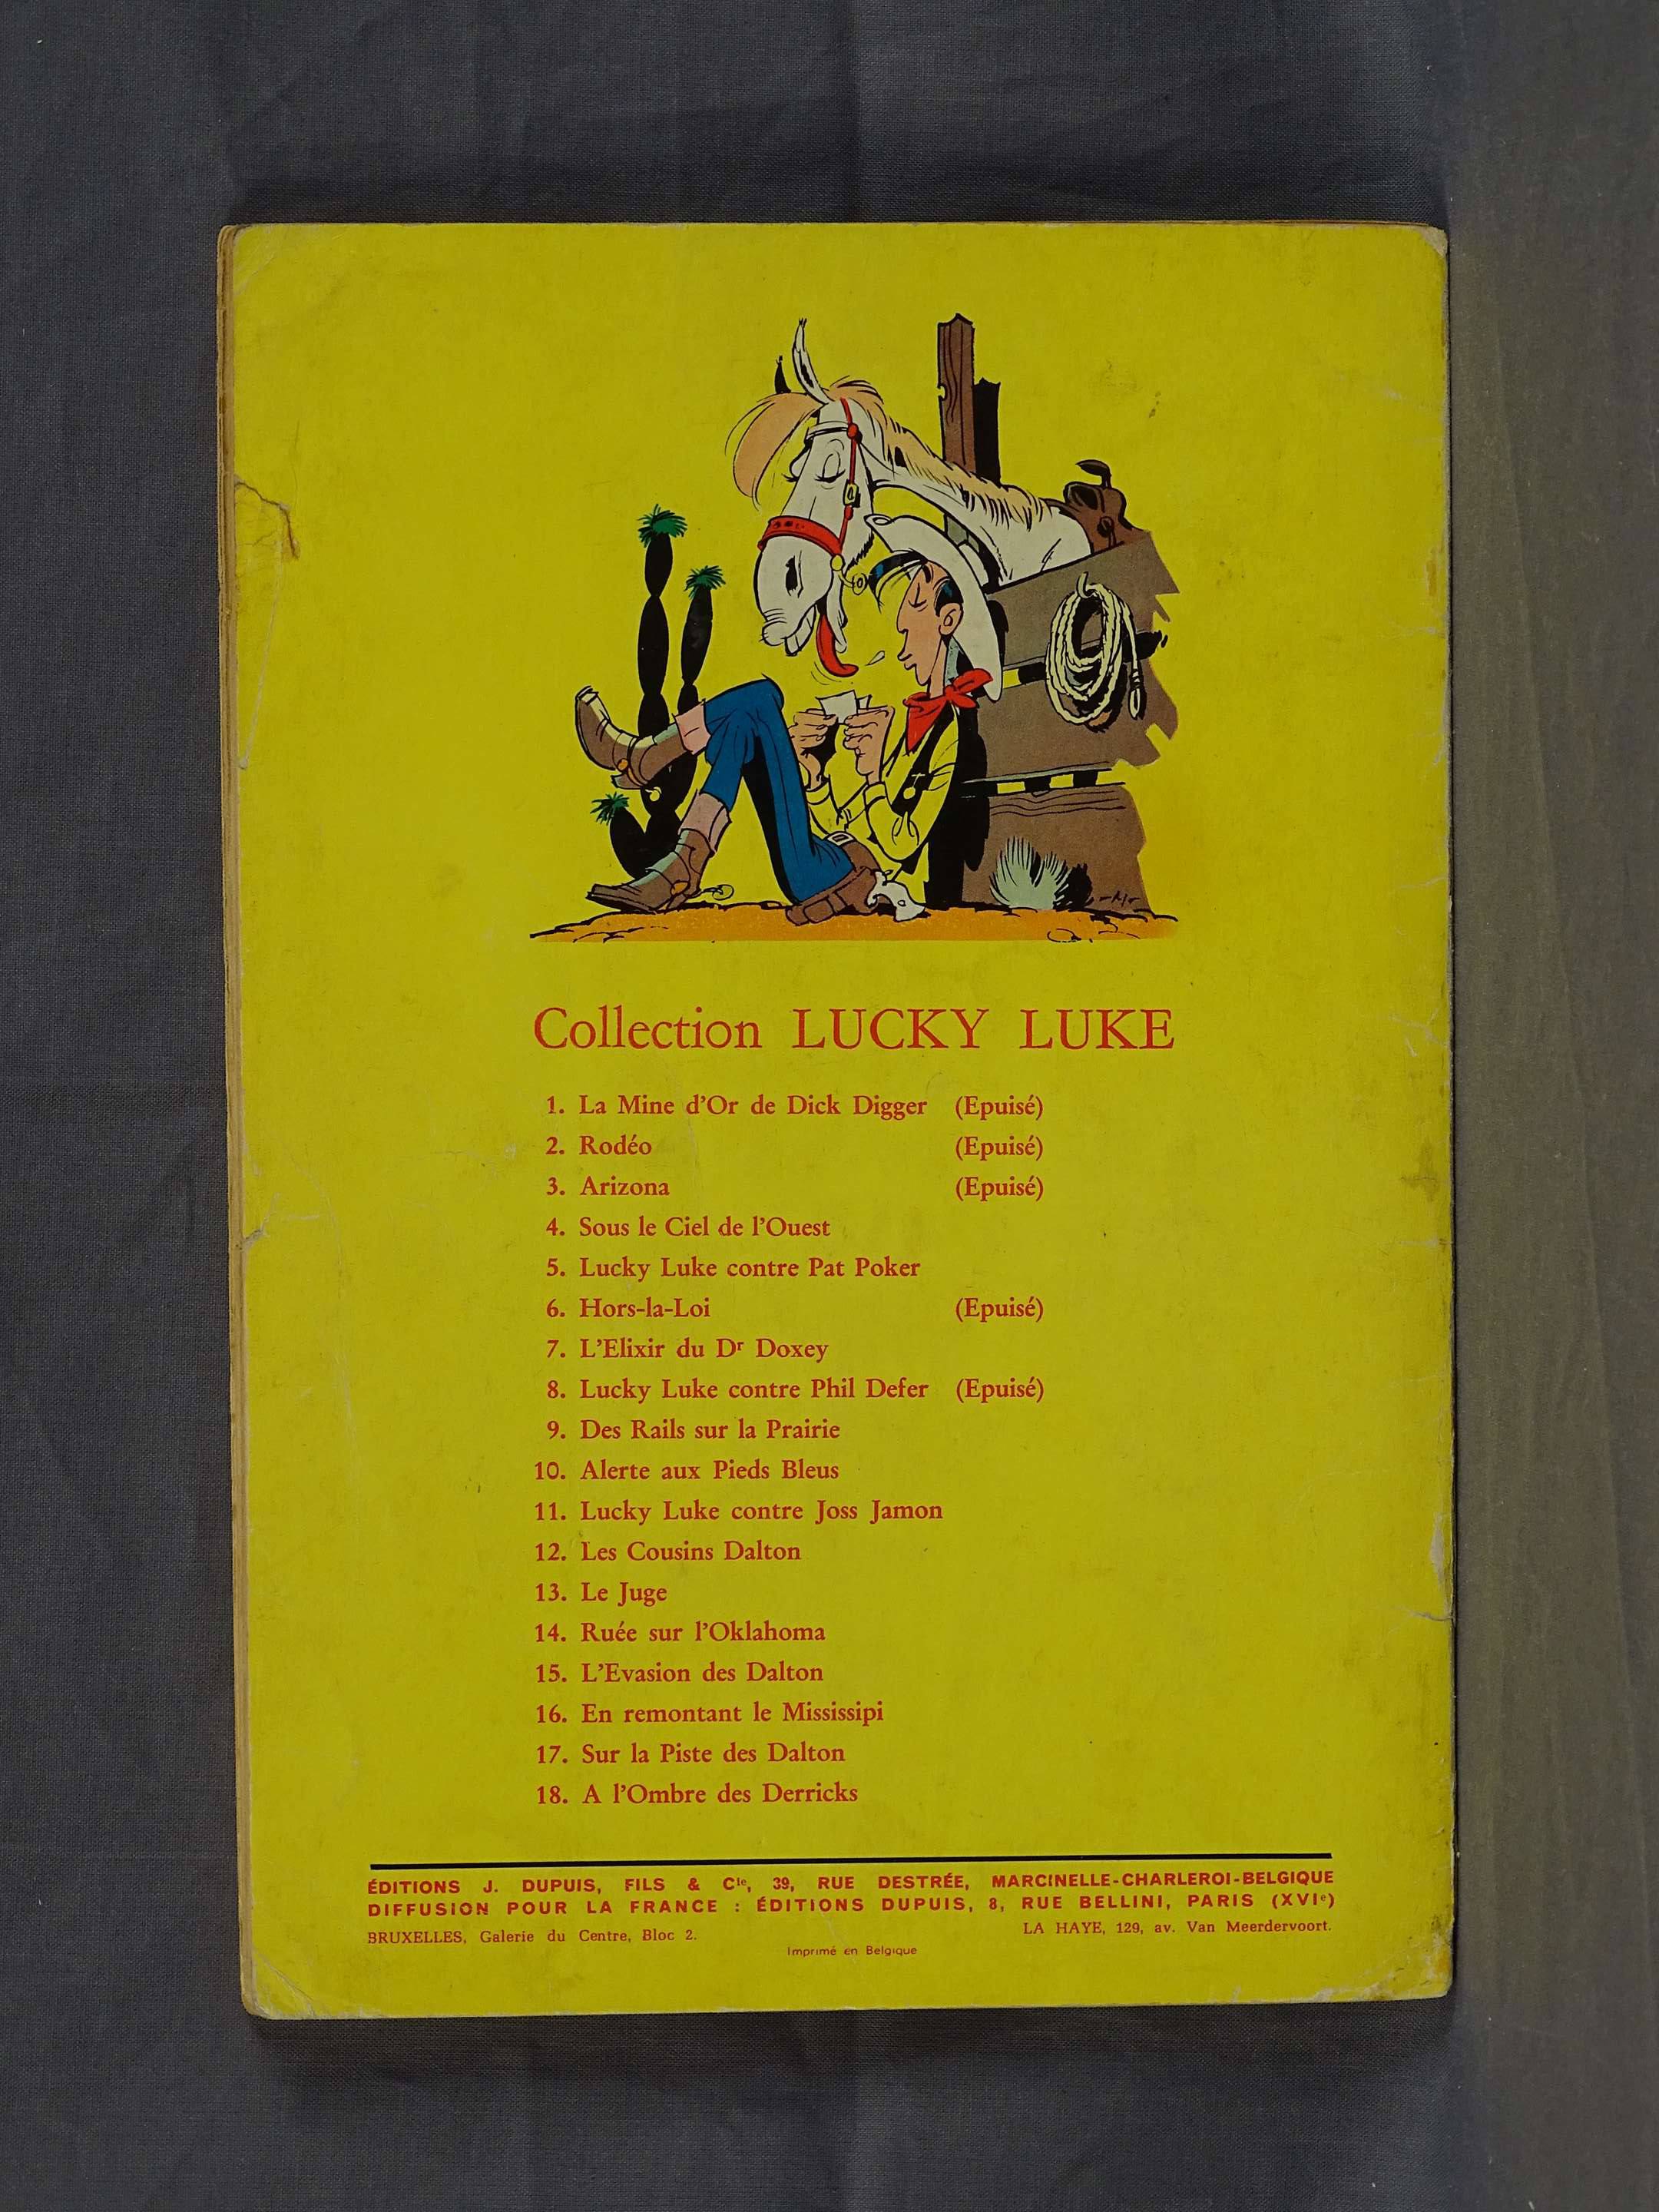 Collection LUCKY LUKE
1. La Mine d'Or de Dick Digger (Epuisé)
2. Rodéo (Epuisé)
3. Arizona (Epuisé)
4. Sous le Ciel de l'Ouest
5. Lucky Luke contre Pat Poker
6. Hors-la-Loi (Epuisé)
7. L'Elixir du Dr Doxey
8. Lucky Luke contre Phil Defer (Epuisé)
9. Des Rails sur la Prairie
10. Alerte aux Pieds Bleus
11. Lucky Luke contre Joss Jamon
12. Les Cousins Dalton
13. Le Juge
14. Ruée sur l'Oklahoma
15. L'Evasion des Dalton
16. En remontant le Mississipi
17. Sur la Piste des Dalton
18. A l'Ombre des Derricks
ÉDITIONS J. DUPUIS, FILS & Cie, 39, RUE DESTRÉE, MARCINELLE-CHARLEROI-BELGIQUE
DIFFUSION POUR LA FRANCE : ÉDITIONS DUPUIS, 8, RUE BELLINI, PARIS (XVIe)
BRUXELLES, Galerie du Centre, Bloc 2. LA HAYE, 129, av. Van Meerdervoort.
Imprimé en Belgique